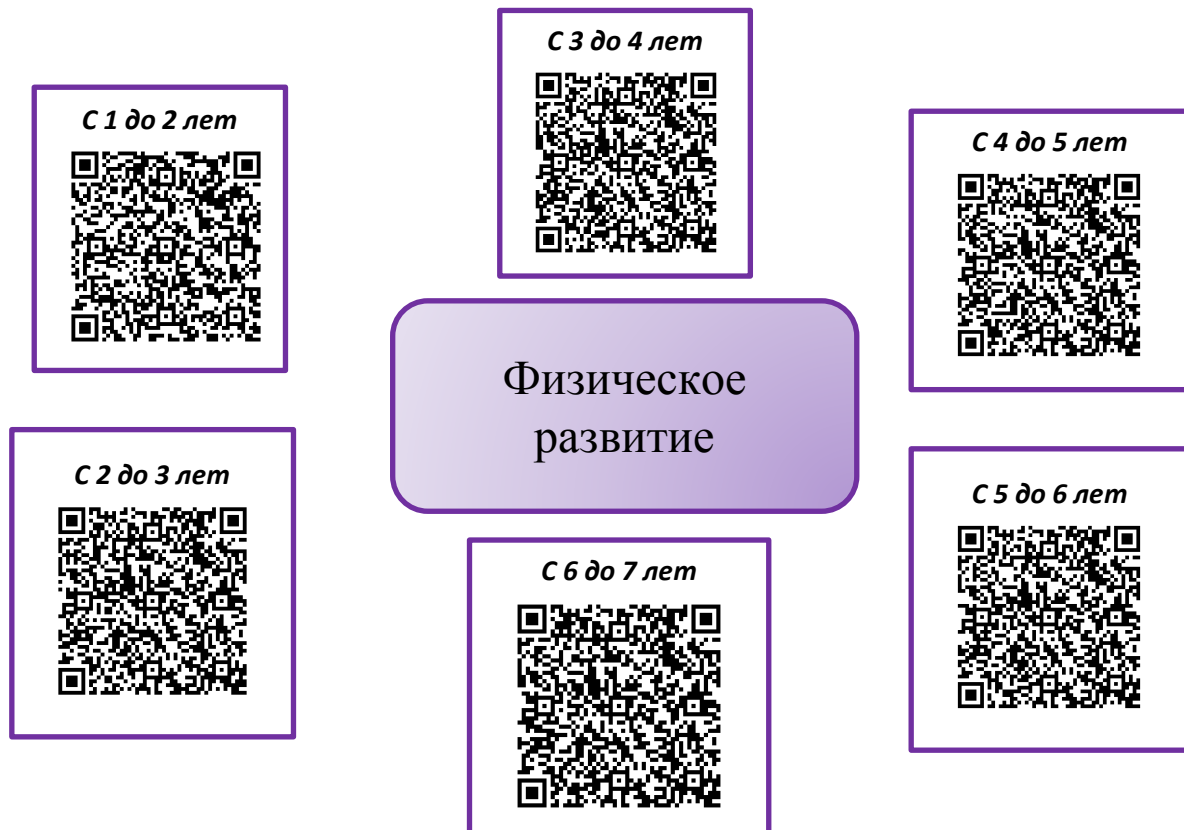 С 3 до 4 лет
С 1 до 2 лет
С 4 до 5 лет
Физическое
развитие
С 2 до 3 лет
С 5 до 6 лет
С 6 до 7 лет